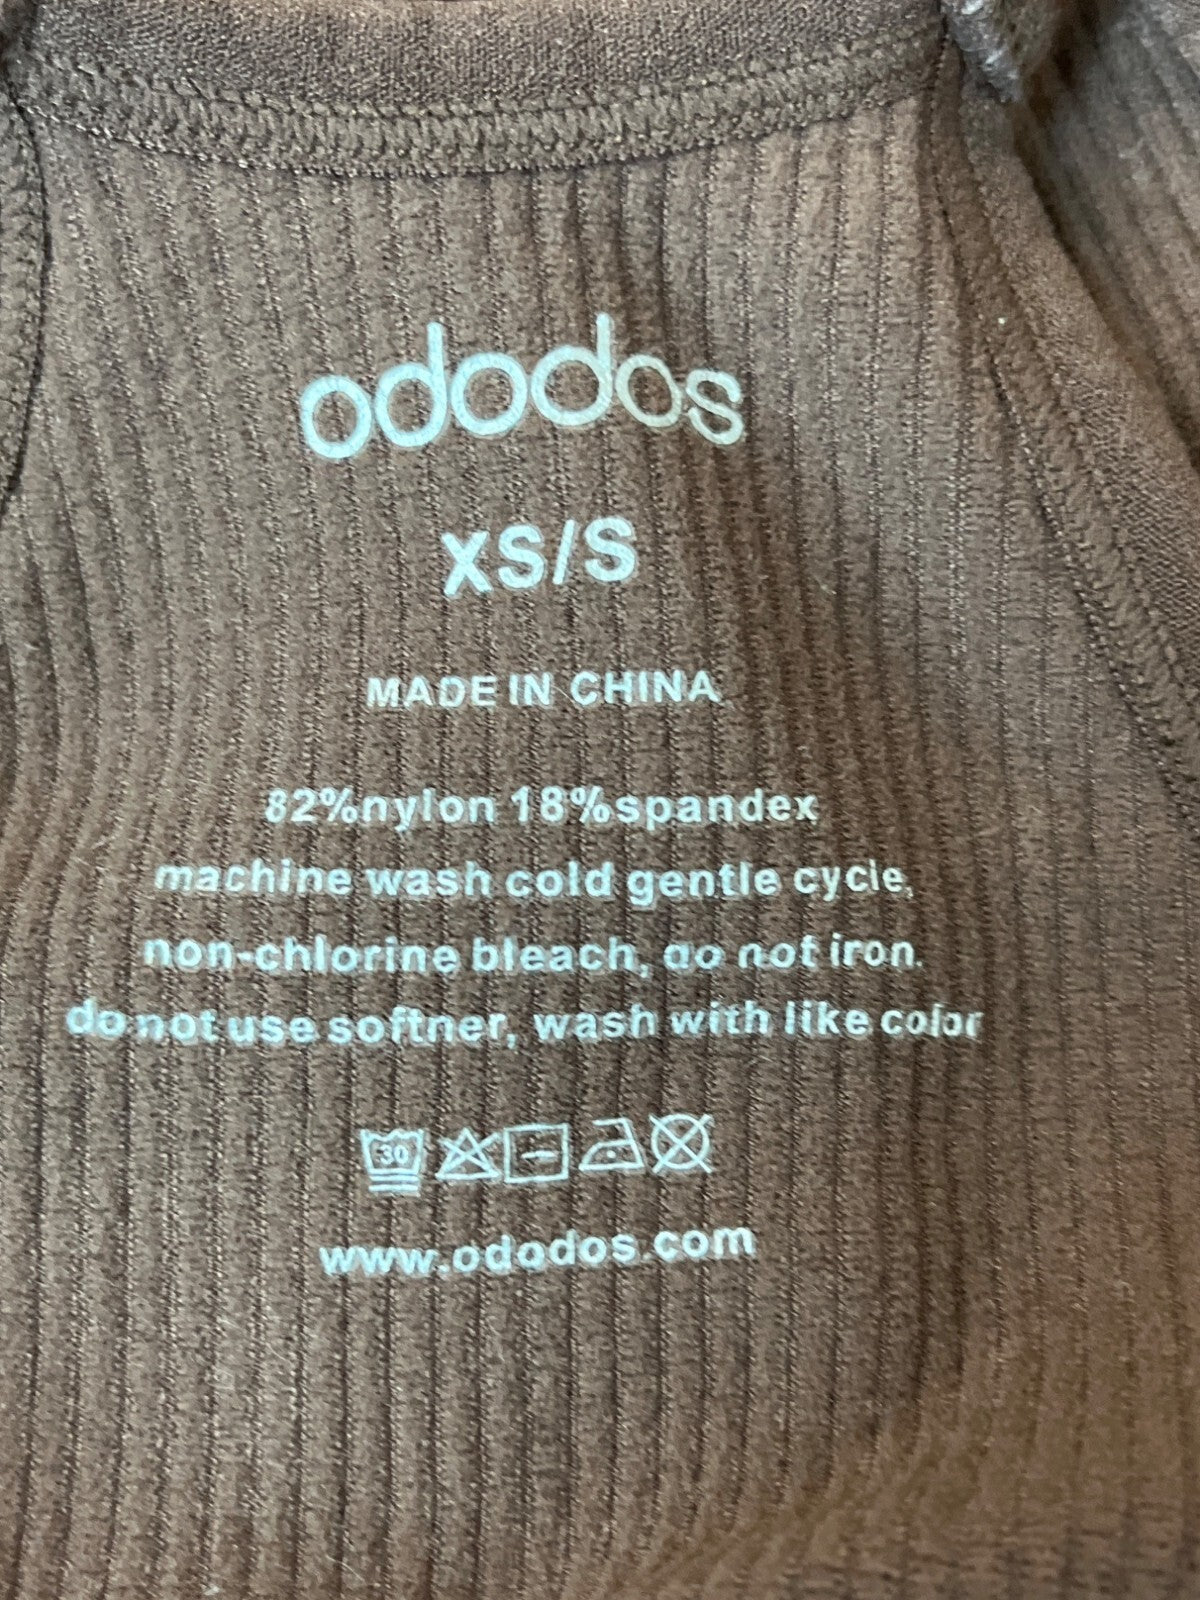 ododos
XS/S
MADE IN CHINA
82%nylon 18%spandex
machine wash cold gentle cycle,
non-chlorine bleach, do not iron.
do not use softner, wash with like color
30
www.ododos.com